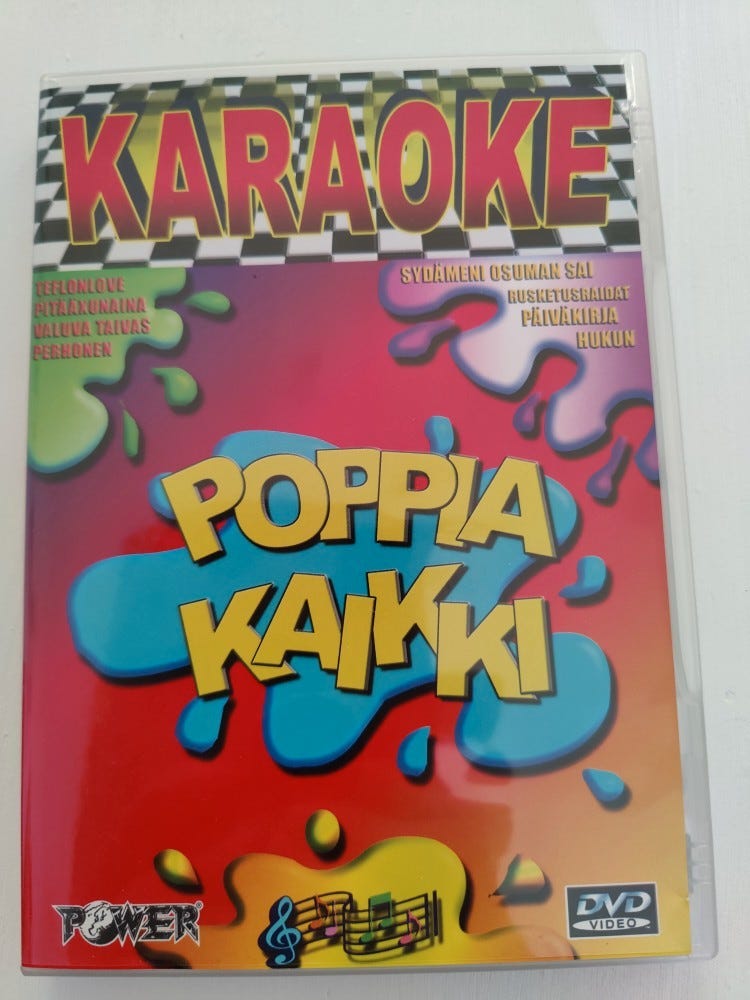 KARAOKE
TEFLONLOVE
PITÄÄKUNAINA
VALUVA TAIVAS
PERHONEN
SYDÄMENI OSUMAN SAI
RUSKETUSRAIDAT
PÄIVÄKIRJA
HUKUN
POPPIA
KAIKKI
POWER®
DVD
VIDEO